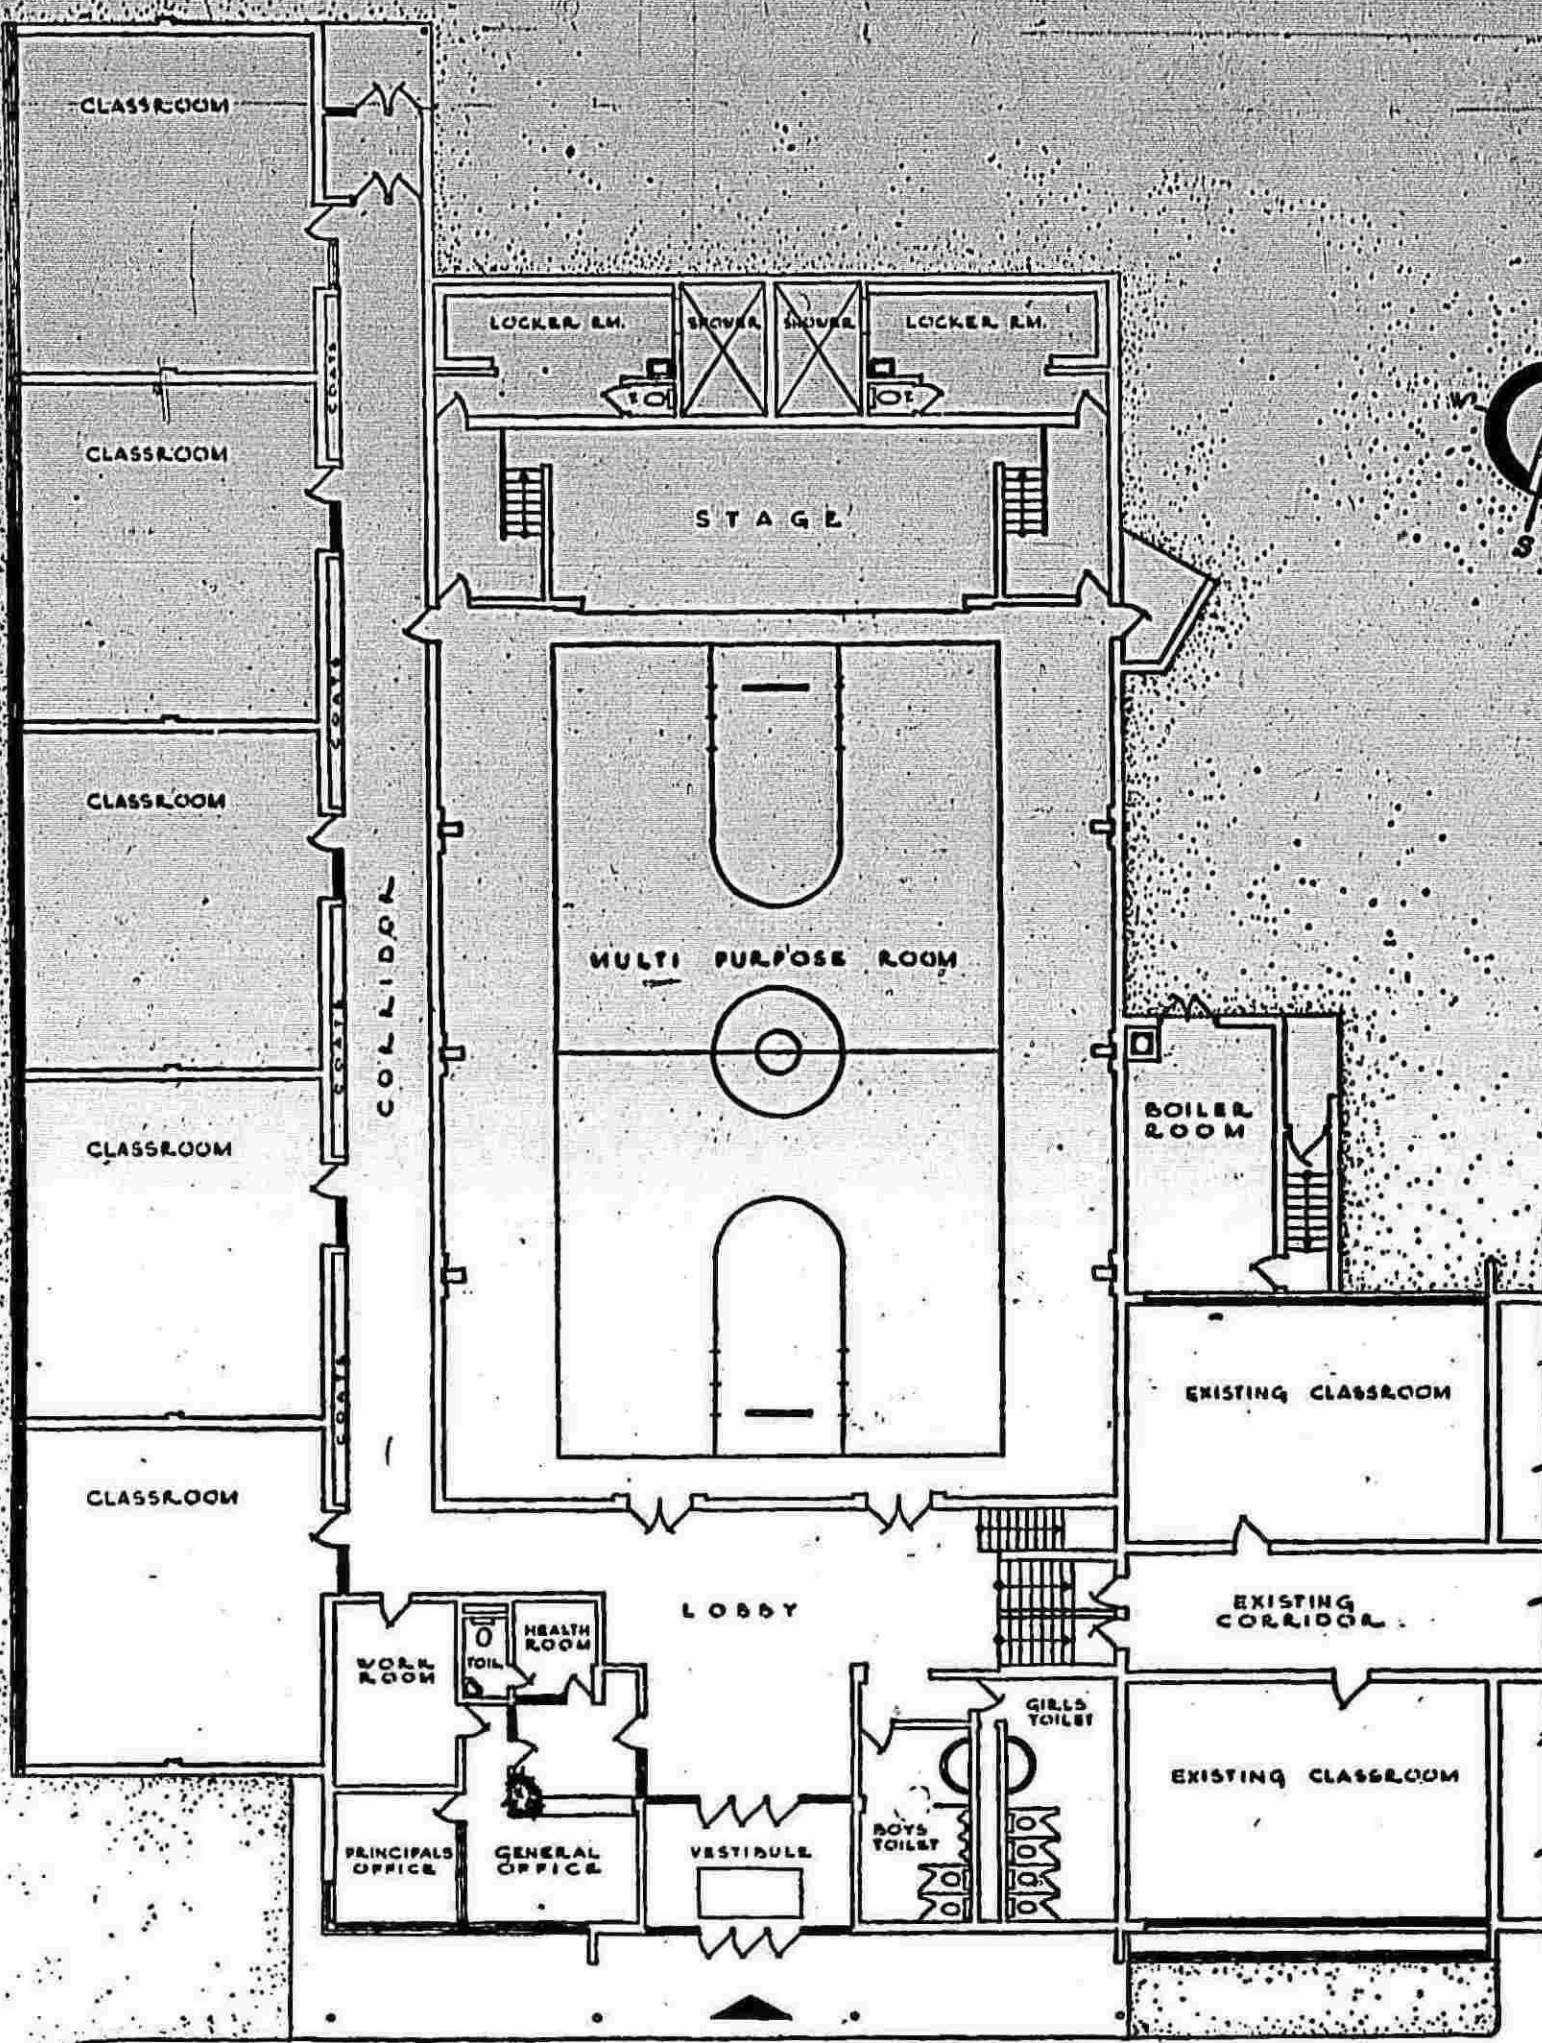 CLASSROOM
LOCKER RM.
SHOWER
SHOWER
LOCKER RM.
COATS
W
T.
T.
CLASSROOM
STAGE
S
COATS
CLASSROOM
MULTI PURPOSE ROOM
CORRIDOR
COATS
BOILER
ROOM
CLASSROOM
COATS
EXISTING CLASSROOM
CLASSROOM
LOBBY
EXISTING
CORRIDOR
HEALTH
ROOM
TOIL.
WORK
ROOM
GIRLS
TOILET
EXISTING CLASSROOM
BOYS
TOILET
PRINCIPALS
OFFICE
GENERAL
OFFICE
VESTIBULE